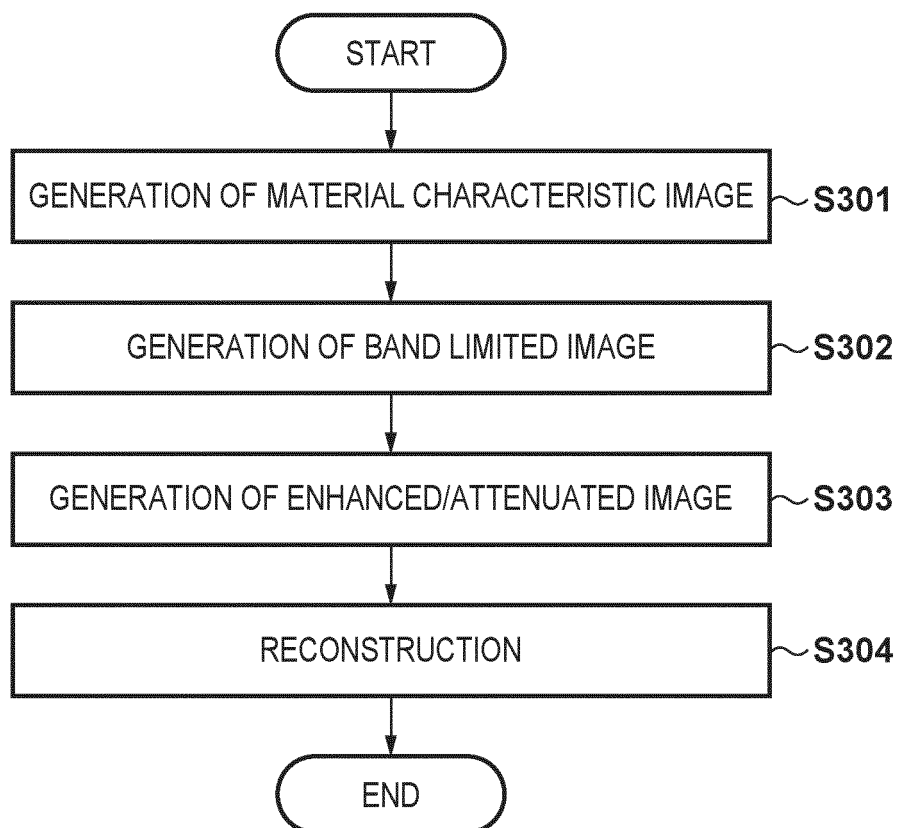 START
GENERATION OF MATERIAL CHARACTERISTIC IMAGE S301
GENERATION OF BAND LIMITED IMAGE S302
GENERATION OF ENHANCED/ATTENUATED IMAGE S303
RECONSTRUCTION S304
END